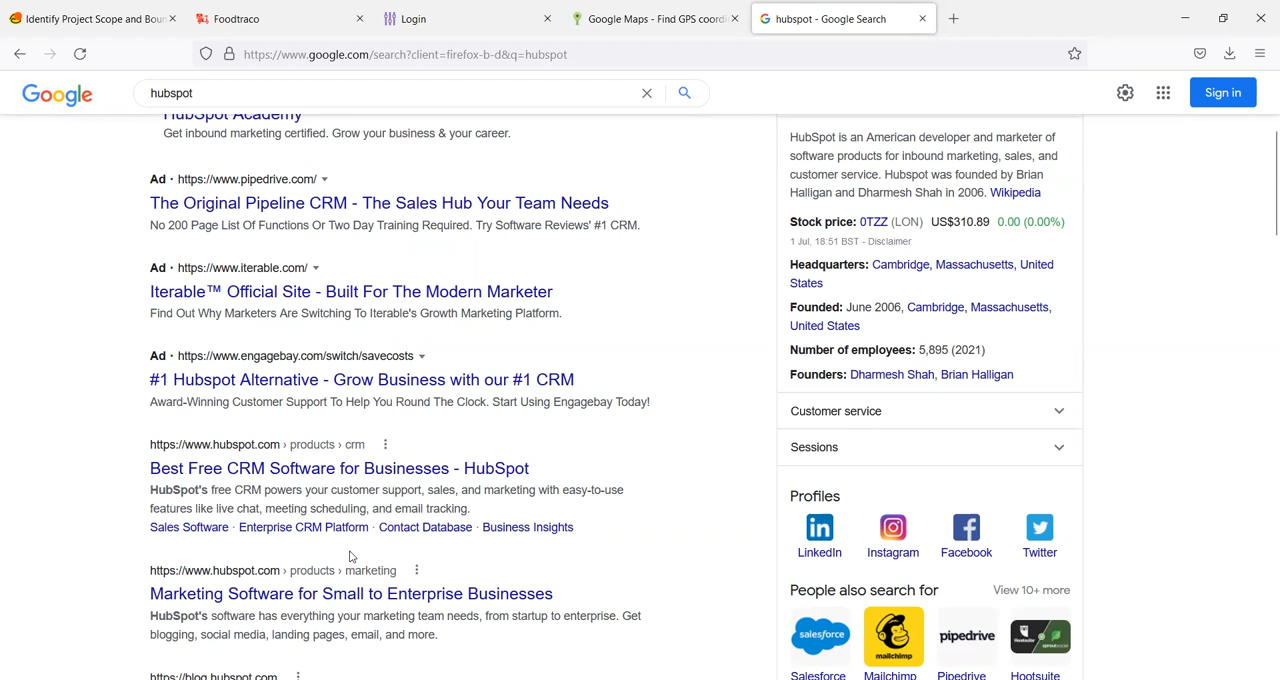 Identify Project Scope and Boun
Foodtraco
Login
Google Maps - Find GPS coordi
hubspot - Google Search
https://www.google.com/search?client=firefox-b-d&q=hubspot
Google
hubspot
Sign in
HubSpot Academy
Get inbound marketing certified. Grow your business & your career.
Ad · https://www.pipedrive.com/
The Original Pipeline CRM - The Sales Hub Your Team Needs
No 200 Page List Of Functions Or Two Day Training Required. Try Software Reviews' #1 CRM.
Ad · https://www.iterable.com/
Iterable™ Official Site - Built For The Modern Marketer
Find Out Why Marketers Are Switching To Iterable's Growth Marketing Platform.
Ad · https://www.engagebay.com/switch/savecosts
#1 Hubspot Alternative - Grow Business with our #1 CRM
Award-Winning Customer Support To Help You Round The Clock. Start Using Engagebay Today!
https://www.hubspot.com › products › crm
Best Free CRM Software for Businesses - HubSpot
HubSpot's free CRM powers your customer support, sales, and marketing with easy-to-use
features like live chat, meeting scheduling, and email tracking.
Sales Software · Enterprise CRM Platform · Contact Database · Business Insights
https://www.hubspot.com › products › marketing
Marketing Software for Small to Enterprise Businesses
HubSpot's software has everything your marketing team needs, from startup to enterprise. Get
blogging, social media, landing pages, email, and more.
https://blog.hubspot.com
HubSpot is an American developer and marketer of
software products for inbound marketing, sales, and
customer service. Hubspot was founded by Brian
Halligan and Dharmesh Shah in 2006. Wikipedia
Stock price: 0TZZ (LON) US$310.89 0.00 (0.00%)
1 Jul, 18:51 BST - Disclaimer
Headquarters: Cambridge, Massachusetts, United
States
Founded: June 2006, Cambridge, Massachusetts,
United States
Number of employees: 5,895 (2021)
Founders: Dharmesh Shah, Brian Halligan
Customer service
Sessions
Profiles
LinkedIn
Instagram
Facebook
Twitter
People also search for
View 10+ more
salesforce
mailchimp
pipedrive
Salesforce
Mailchimp
Pipedrive
Hootsuite